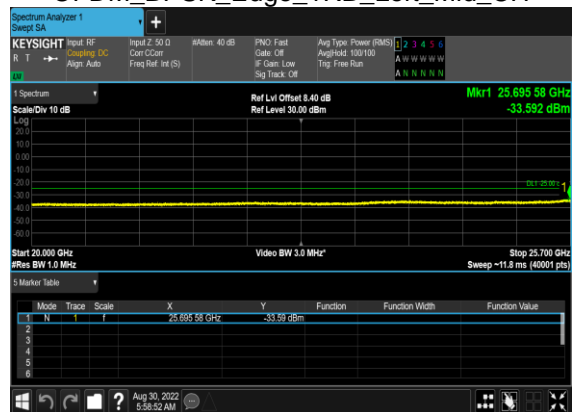 Spectrum Analyzer 1
Swept SA
+
KEYSIGHT
R T
LW
Input: RF
Coupling: DC
Align: Auto
Input Z: 50 Ω
Corr CCorr
Freq Ref: Int (S)
#Atten: 40 dB
PNO: Fast
Gate: Off
IF Gain: Low
Sig Track: Off
Avg Type: Power (RMS)
Avg|Hold: 100/100
Trig: Free Run
1 2 3 4 5 6
A W W W W W
A N N N N N
1 Spectrum
Scale/Div 10 dB
Ref Lvl Offset 8.40 dB
Ref Level 30.00 dBm
Mkr1 25.695 58 GHz
-33.592 dBm
Log
20.0
10.0
0.00
-10.0
-20.0
-30.0
-40.0
-50.0
-60.0
1
Start 20.000 GHz
#Res BW 1.0 MHz
Video BW 3.0 MHz*
Stop 25.700 GHz
Sweep ~11.8 ms (40001 pts)
5 Marker Table
Mode Trace Scale X Y Function Function Width Function Value
1 N 1 f 25.695 58 GHz -33.59 dBm
2
3
4
5
6
?
Aug 30, 2022
5:58:52 AM